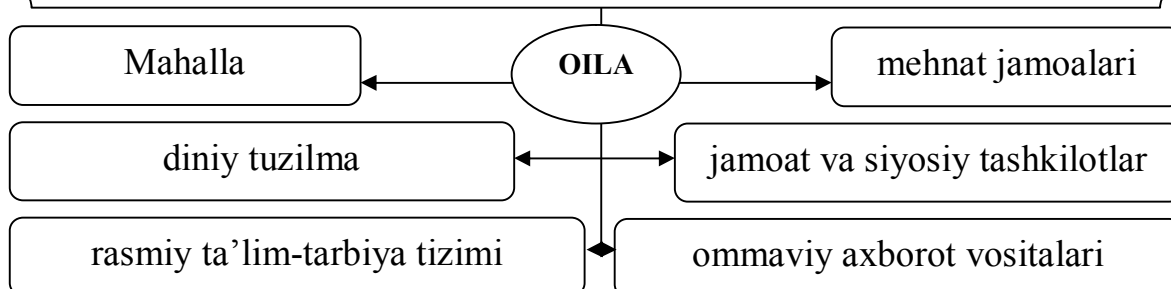 Mahalla
OILA
mehnat jamoalari
diniy tuzilma
jamoat va siyosiy tashkilotlar
rasmiy ta’lim-tarbiya tizimi
ommaviy axborot vositalari